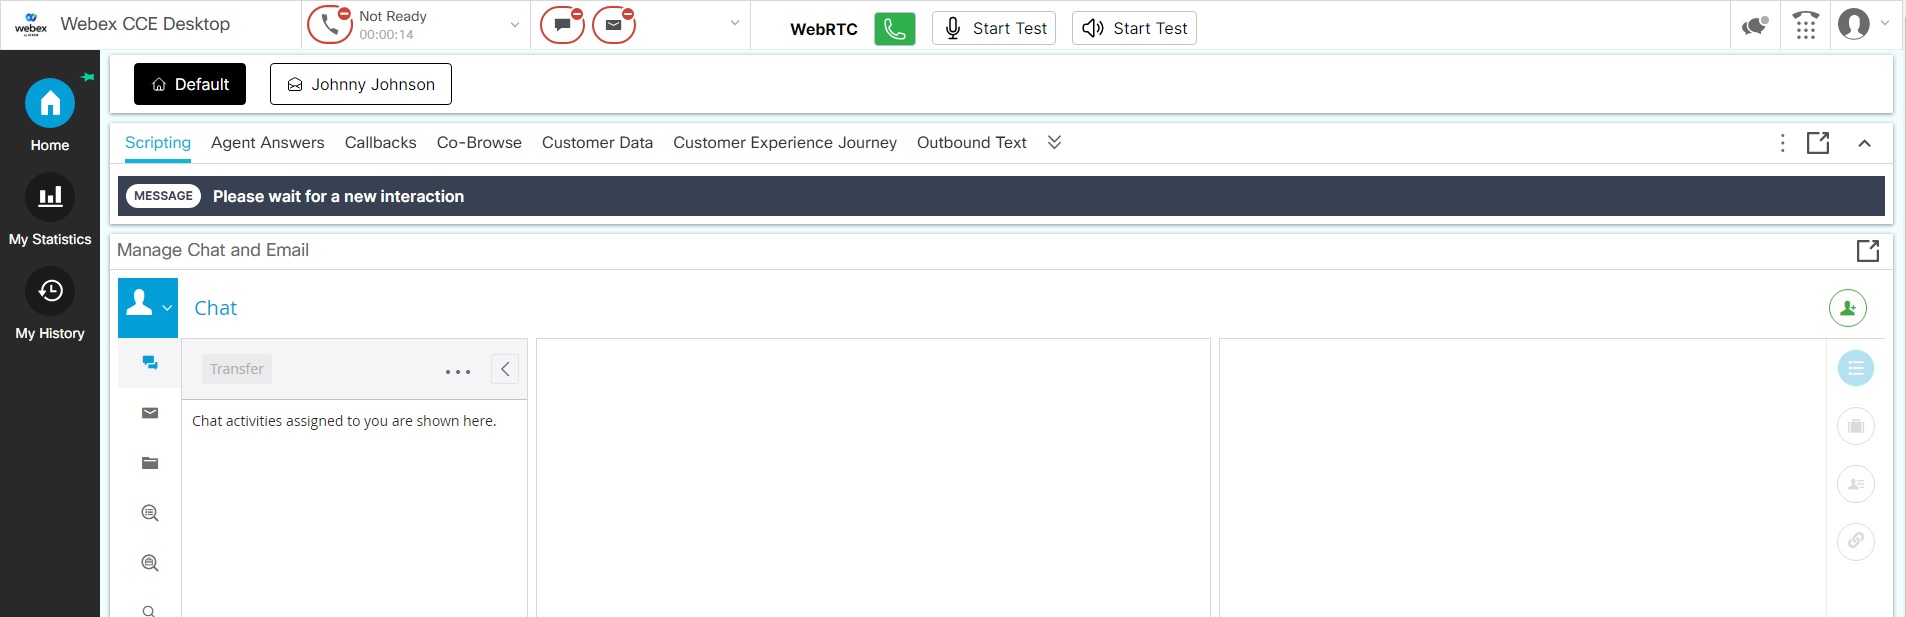 webex
by CISCO
Webex CCE Desktop
Not Ready
00:00:14
WebRTC
Start Test
Start Test
Home
My Statistics
My History
Default
Johnny Johnson
Scripting
Agent Answers
Callbacks
Co-Browse
Customer Data
Customer Experience Journey
Outbound Text
MESSAGE
Please wait for a new interaction
Manage Chat and Email
Chat
Transfer
Chat activities assigned to you are shown here.